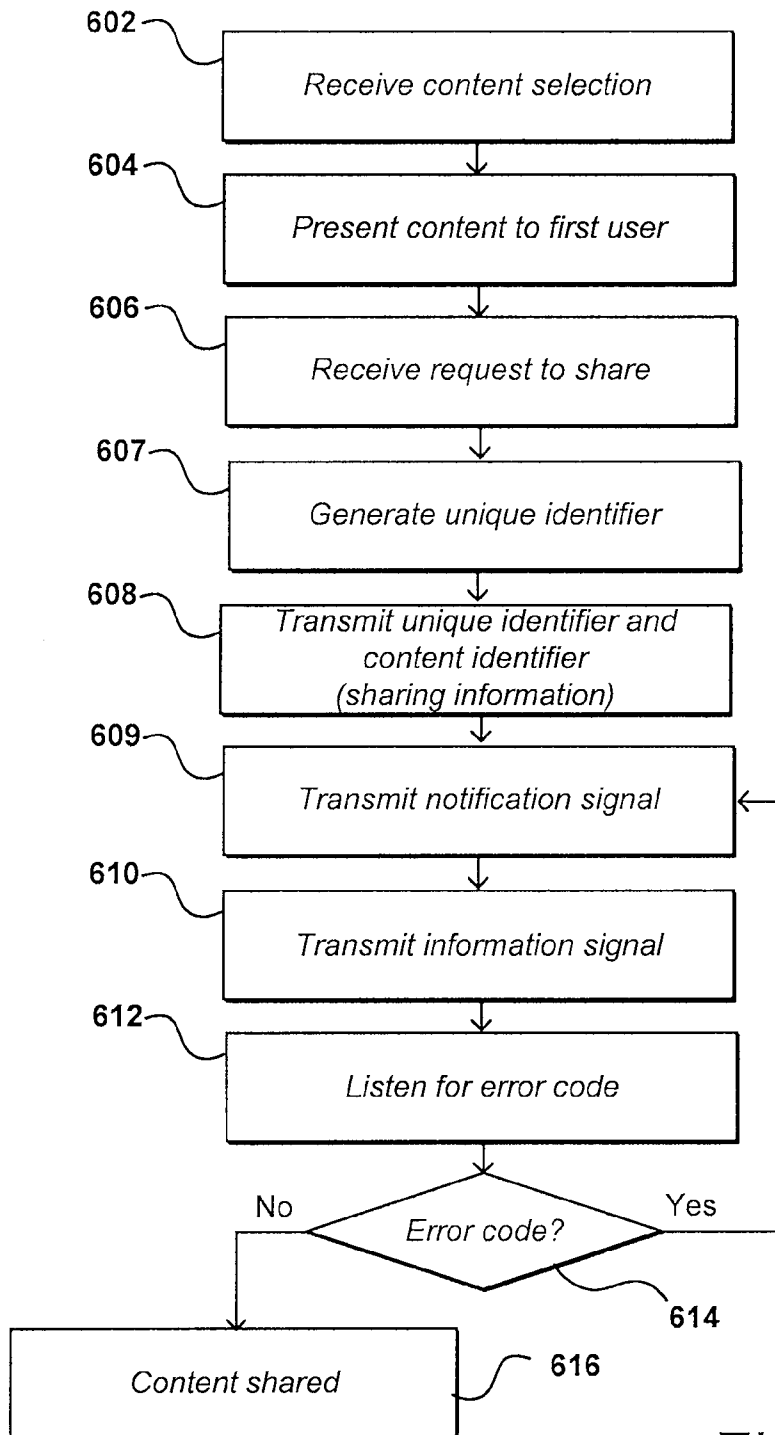 602
Receive content selection
604
Present content to first user
606
Receive request to share
607
Generate unique identifier
608
Transmit unique identifier and
content identifier
(sharing information)
609
Transmit notification signal
610
Transmit information signal
612
Listen for error code
No
Error code?
Yes
614
Content shared
616